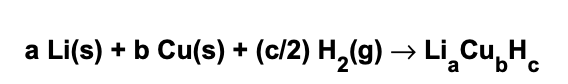 a Li(s) + b Cu(s) + (c/2) H₂(g) → LiₐCu_bH_c